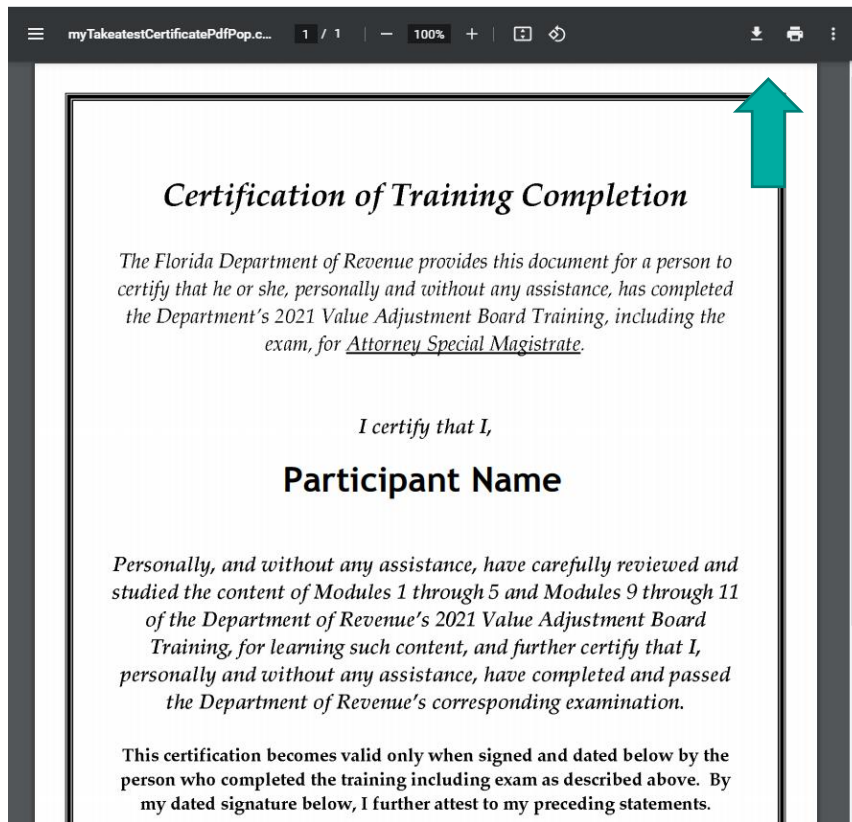 myTakeatestCertificatePdfPop.c... 1 / 1 100%
Certification of Training Completion
The Florida Department of Revenue provides this document for a person to
certify that he or she, personally and without any assistance, has completed
the Department's 2021 Value Adjustment Board Training, including the
exam, for Attorney Special Magistrate.
I certify that I,
Participant Name
Personally, and without any assistance, have carefully reviewed and
studied the content of Modules 1 through 5 and Modules 9 through 11
of the Department of Revenue's 2021 Value Adjustment Board
Training, for learning such content, and further certify that I,
personally and without any assistance, have completed and passed
the Department of Revenue's corresponding examination.
This certification becomes valid only when signed and dated below by the
person who completed the training including exam as described above. By
my dated signature below, I further attest to my preceding statements.